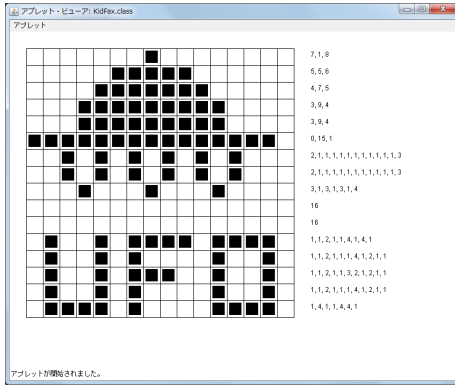 アプレット・ビューア: KidFax.class
アプレット
7, 1, 8
5, 5, 6
4, 7, 5
3, 9, 4
3, 9, 4
0, 15, 1
2, 1, 1, 1, 1, 1, 1, 1, 1, 1, 1, 1, 3
2, 1, 1, 1, 1, 1, 1, 1, 1, 1, 1, 1, 3
3, 1, 3, 1, 3, 1, 4
16
16
1, 1, 2, 1, 1, 4, 1, 4, 1
1, 1, 2, 1, 1, 1, 4, 1, 2, 1, 1
1, 1, 2, 1, 1, 3, 2, 1, 2, 1, 1
1, 1, 2, 1, 1, 1, 4, 1, 2, 1, 1
1, 4, 1, 1, 4, 4, 1
UFO
アプレットが開始されました。